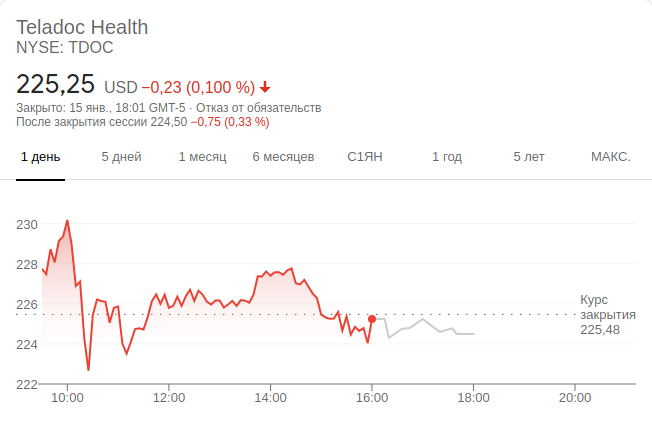 Teladoc Health
NYSE: TDOC
225,25 USD −0,23 (0,100 %)
Закрыто: 15 янв., 18:01 GMT-5 · Отказ от обязательств
После закрытия сессии 224,50 −0,75 (0,33 %)
1 день 5 дней 1 месяц 6 месяцев С1ЯН 1 год 5 лет МАКС.
230
228
226
224
222
Курс
закрытия
225,48
10:00 12:00 14:00 16:00 18:00 20:00